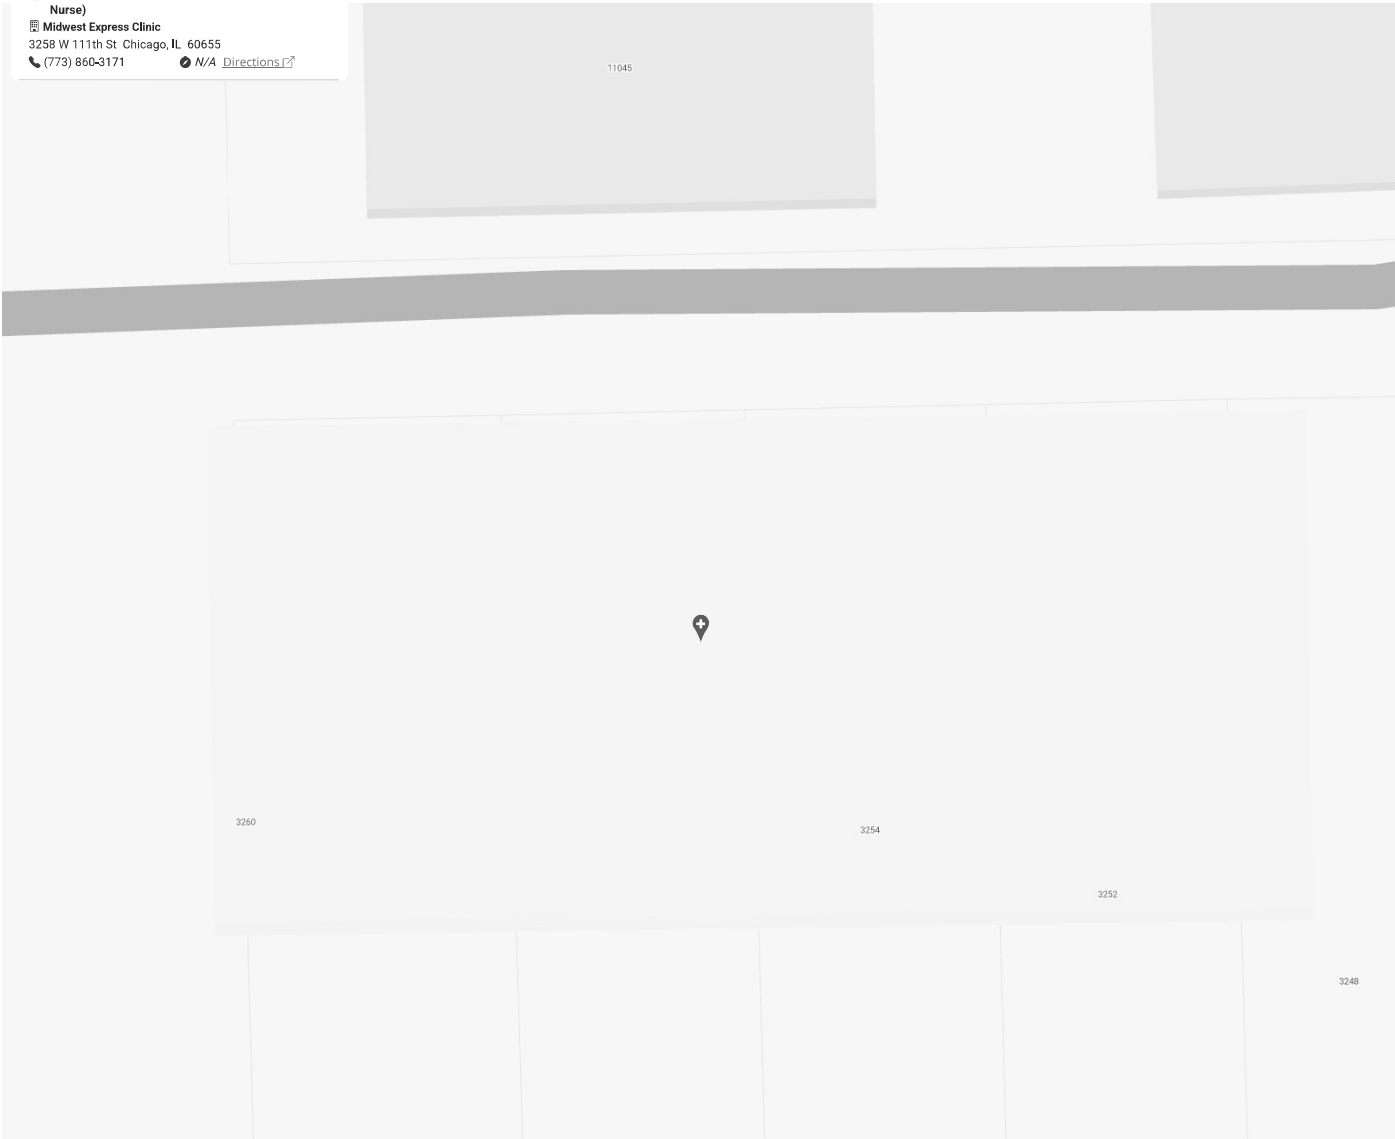 Nurse)
Midwest Express Clinic
3258 W 111th St Chicago, IL 60655
(773) 860-3171 N/A Directions
11045
3260
3254
3252
3248